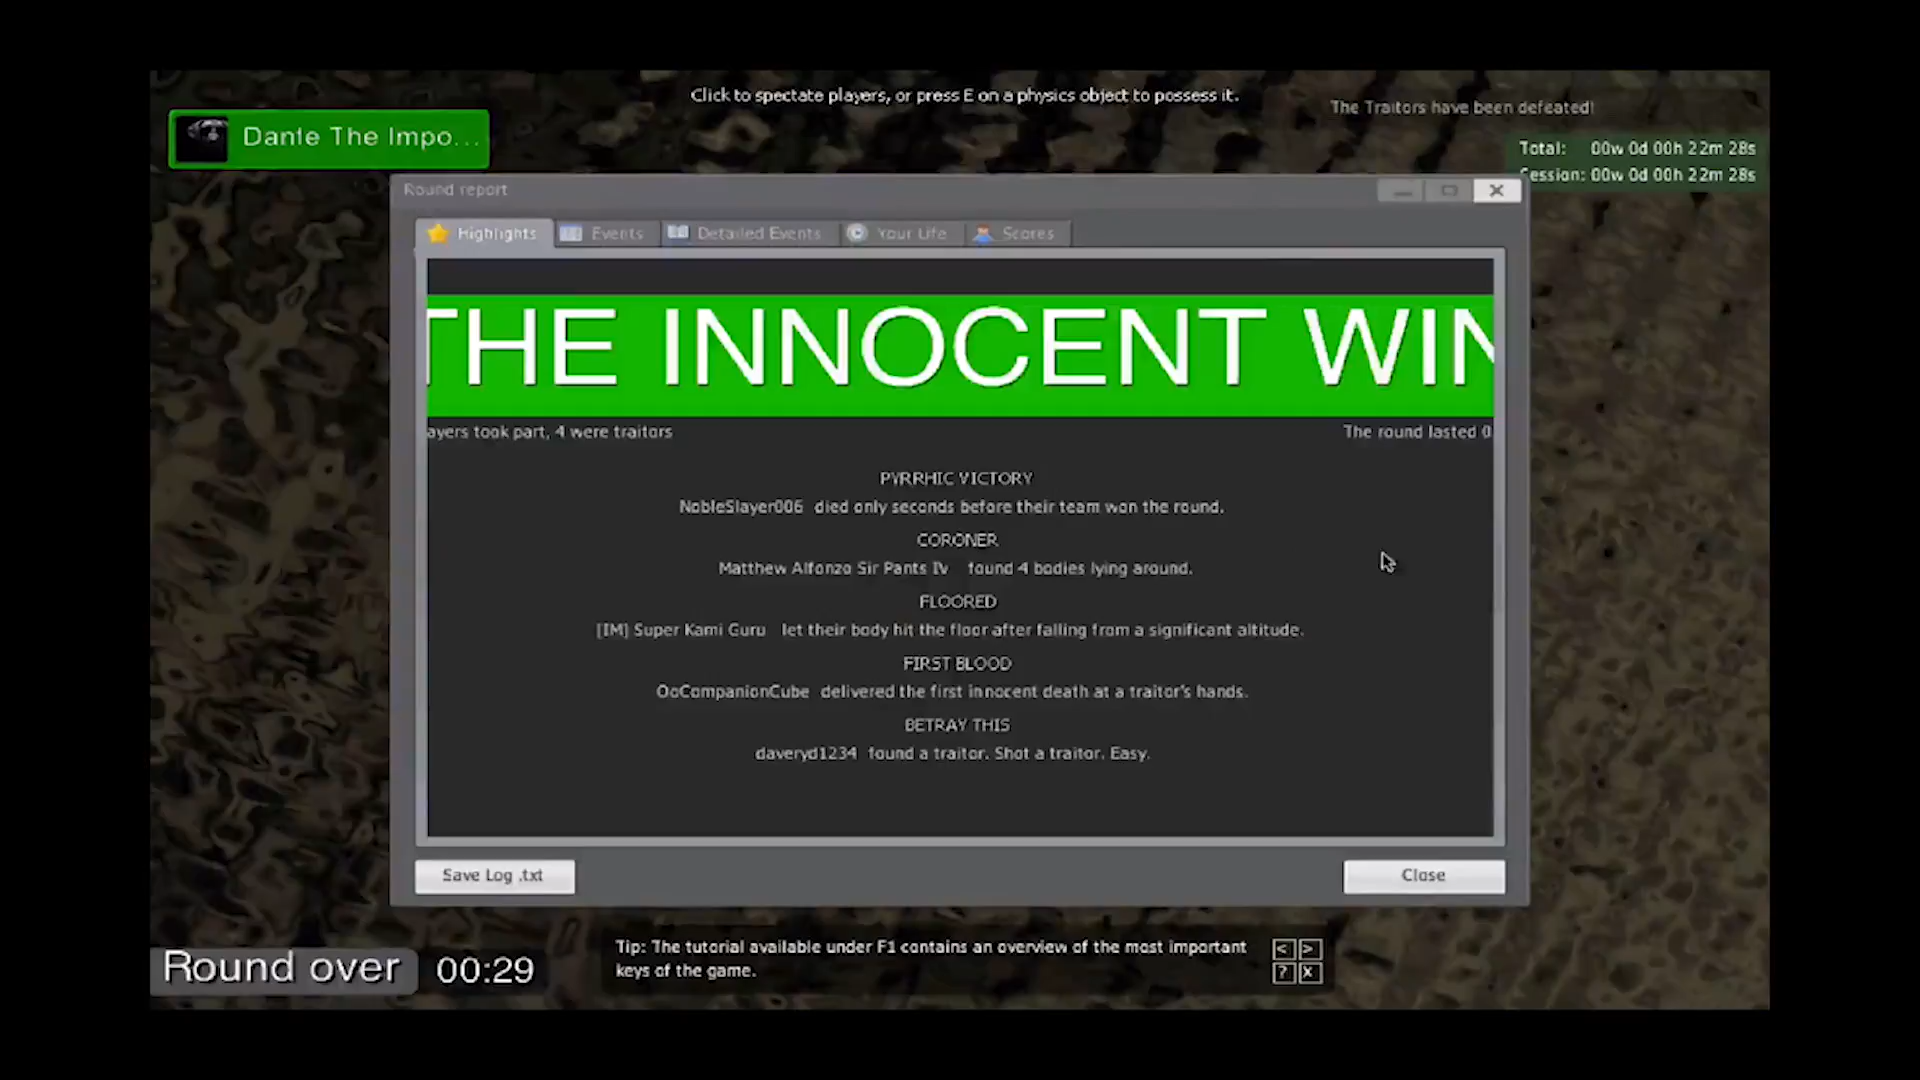 Click to spectate players, or press E on a physics object to possess it.
The Traitors have been defeated!
Dante The Impo...
Total: 00w 0d 00h 22m 28s
Session: 00w 0d 00h 22m 28s
Round report
Highlights
Events
Detailed Events
Your Life
Scores
THE INNOCENT WIN
ayers took part, 4 were traitors
The round lasted 0
PYRRHIC VICTORY
NobleSlayer006 died only seconds before their team won the round.
CORONER
Matthew Alfonzo Sir Pants Iv found 4 bodies lying around.
FLOORED
[IM] Super Kami Guru let their body hit the floor after falling from a significant altitude.
FIRST BLOOD
OoCompanionCube delivered the first innocent death at a traitor's hands.
BETRAY THIS
daveryd1234 found a traitor. Shot a traitor. Easy.
Save Log .txt
Close
Round over 00:29
Tip: The tutorial available under F1 contains an overview of the most important
keys of the game.
< >
? X